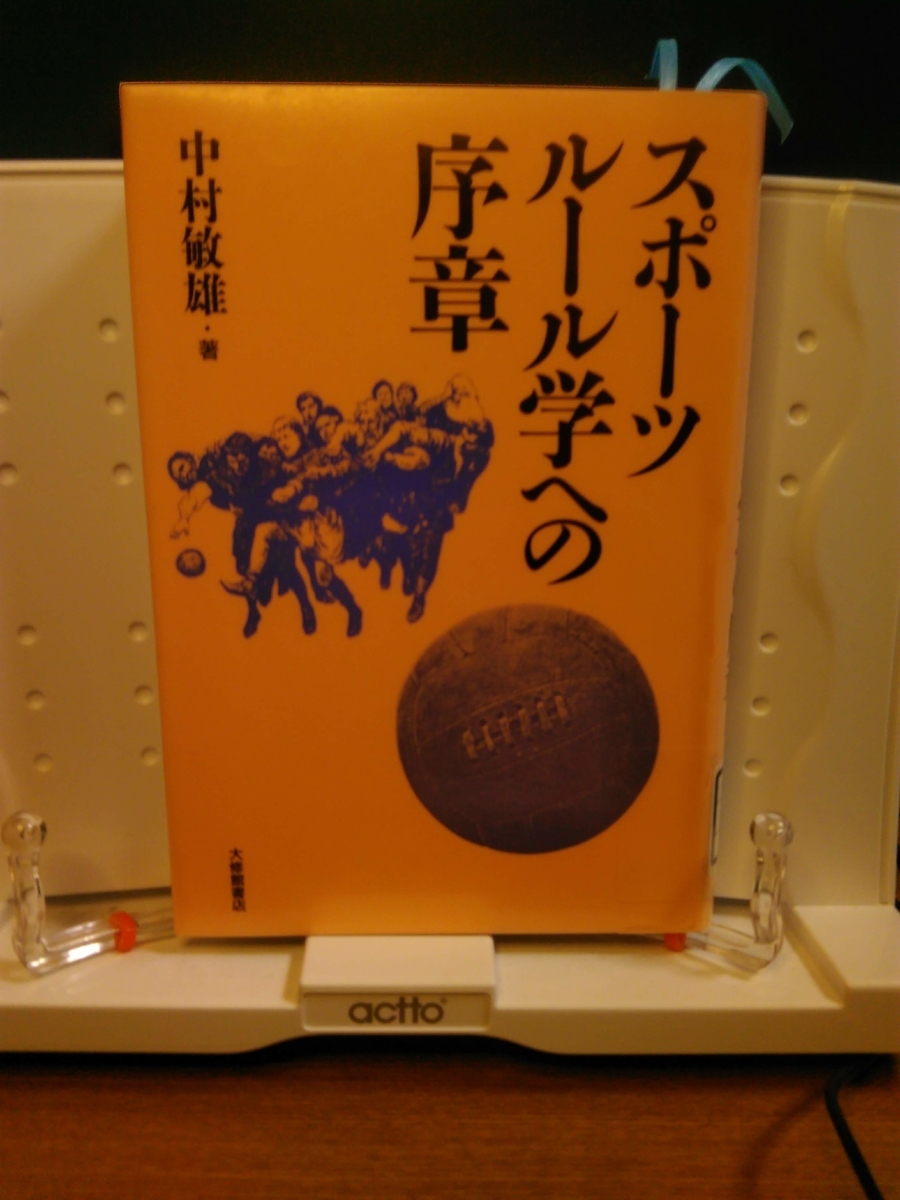 スポーツ
ルール学への
序章
中村敏雄・著
大修館書店
actto